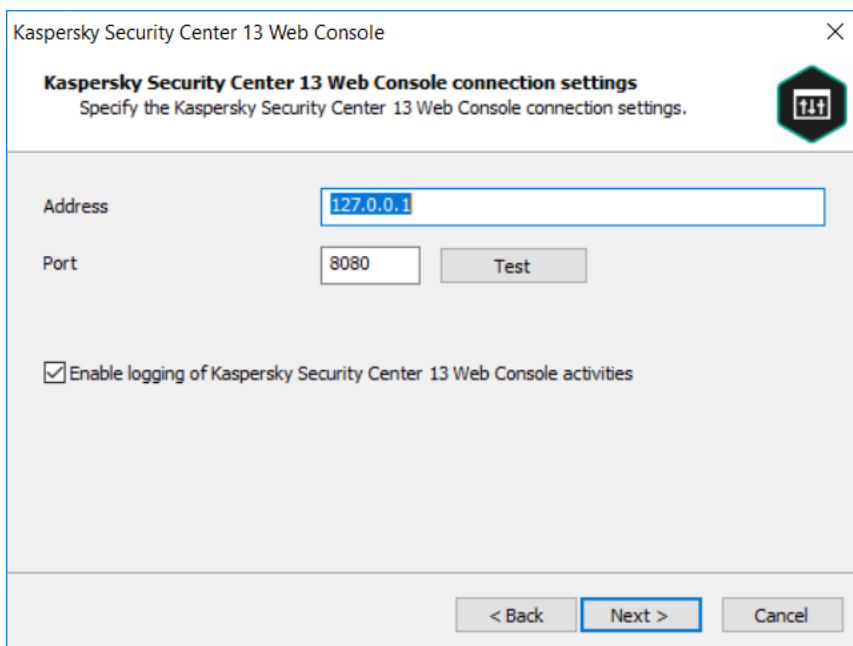 Kaspersky Security Center 13 Web Console
Kaspersky Security Center 13 Web Console connection settings
Specify the Kaspersky Security Center 13 Web Console connection settings.
Address 127.0.0.1
Port 8080 Test
Enable logging of Kaspersky Security Center 13 Web Console activities
< Back Next > Cancel